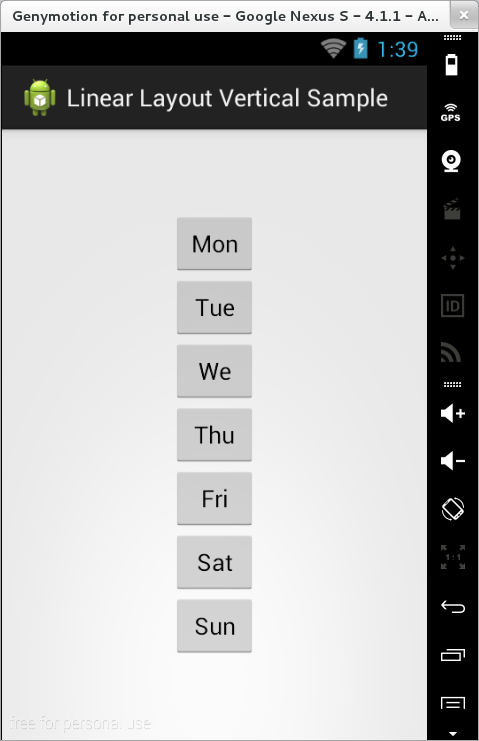 Genymotion for personal use - Google Nexus S - 4.1.1 - A...
1:39
Linear Layout Vertical Sample
GPS
Mon
Tue
ID
We
Thu
Fri
1:1
Sat
Sun
free for personal use